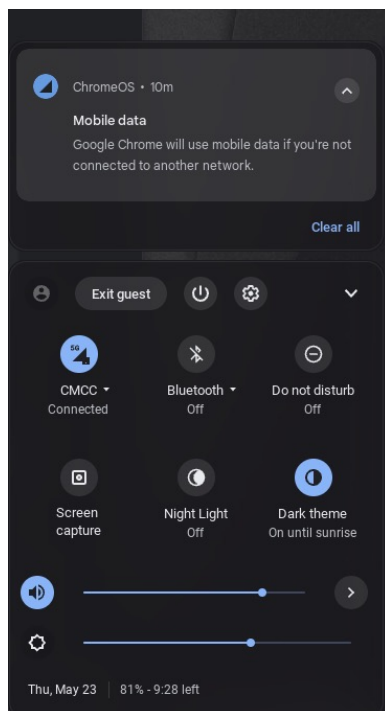 ChromeOS • 10m
Mobile data
Google Chrome will use mobile data if you're not
connected to another network.
Clear all
Exit guest
5G
CMCC
Connected
Bluetooth
Off
Do not disturb
Off
Screen
capture
Night Light
Off
Dark theme
On until sunrise
Thu, May 23
81% - 9:28 left